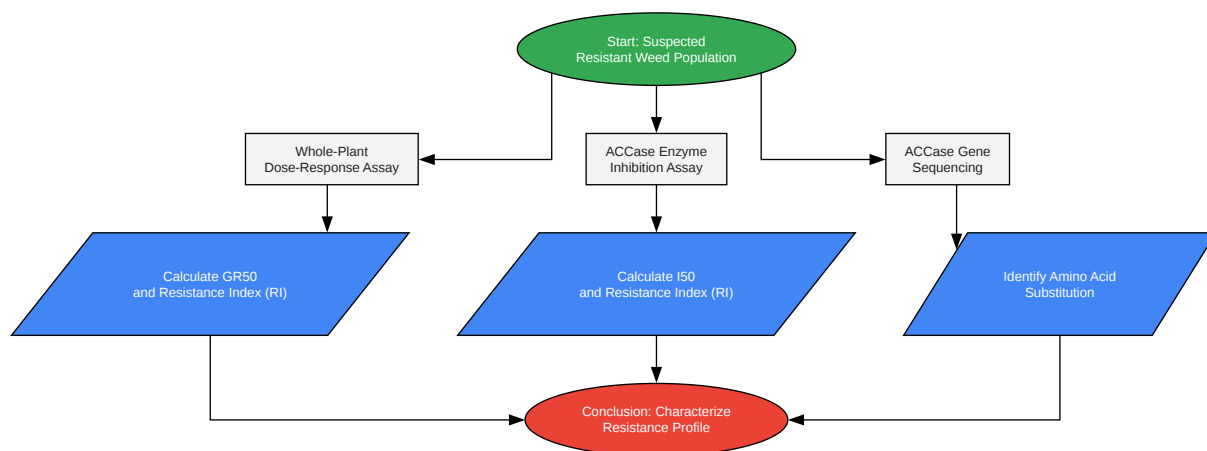 Start: Suspected
Resistant Weed Population
Whole-Plant
Dose-Response Assay
ACCase Enzyme
Inhibition Assay
ACCase Gene
Sequencing
Calculate GR50
and Resistance Index (RI)
Calculate I50
and Resistance Index (RI)
Identify Amino Acid
Substitution
Conclusion: Characterize
Resistance Profile